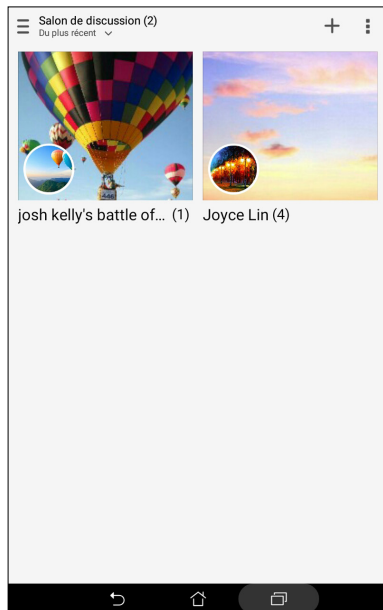 Salon de discussion (2)
Du plus récent
josh kelly's battle of... (1)
Joyce Lin (4)